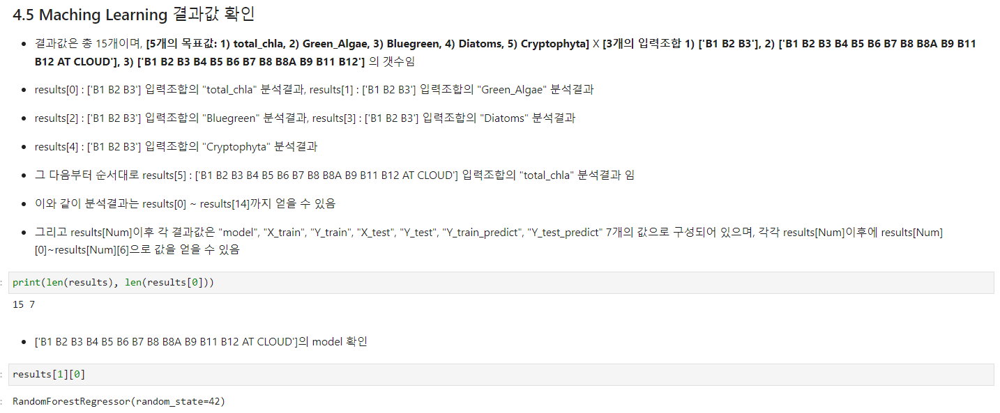 4.5 Maching Learning 결과값 확인
• 결과값은 총 15개이며, [5개의 목표값: 1) total_chla, 2) Green_Algae, 3) Bluegreen, 4) Diatoms, 5) Cryptophyta] X [3개의 입력조합 1) ['B1 B2 B3'], 2) ['B1 B2 B3 B4 B5 B6 B7 B8 B8A B9 B11
B12 AT CLOUD'], 3) ['B1 B2 B3 B4 B5 B6 B7 B8 B8A B9 B11 B12'] 의 갯수임
• results[0] : ['B1 B2 B3'] 입력조합의 "total_chla" 분석결과, results[1] : ['B1 B2 B3'] 입력조합의 "Green_Algae" 분석결과
• results[2] : ['B1 B2 B3'] 입력조합의 "Bluegreen" 분석결과, results[3] : ['B1 B2 B3'] 입력조합의 "Diatoms" 분석결과
• results[4] : ['B1 B2 B3'] 입력조합의 "Cryptophyta" 분석결과
• 그 다음부터 순서대로 results[5] : ['B1 B2 B3 B4 B5 B6 B7 B8 B8A B9 B11 B12 AT CLOUD'] 입력조합의 "total_chla" 분석결과 임
• 이와 같이 분석결과는 results[0] ~ results[14]까지 얻을 수 있음
• 그리고 results[Num]이후 각 결과값은 "model", "X_train", "Y_train", "X_test", "Y_test", "Y_train_predict", "Y_test_predict" 7개의 값으로 구성되어 있으며, 각각 results[Num]이후에 results[Num]
[0]~results[Num][6]으로 값을 얻을 수 있음
: print(len(results), len(results[0]))
15 7
• ['B1 B2 B3 B4 B5 B6 B7 B8 B8A B9 B11 B12 AT CLOUD']의 model 확인
: results[1][0]
: RandomForestRegressor(random_state=42)